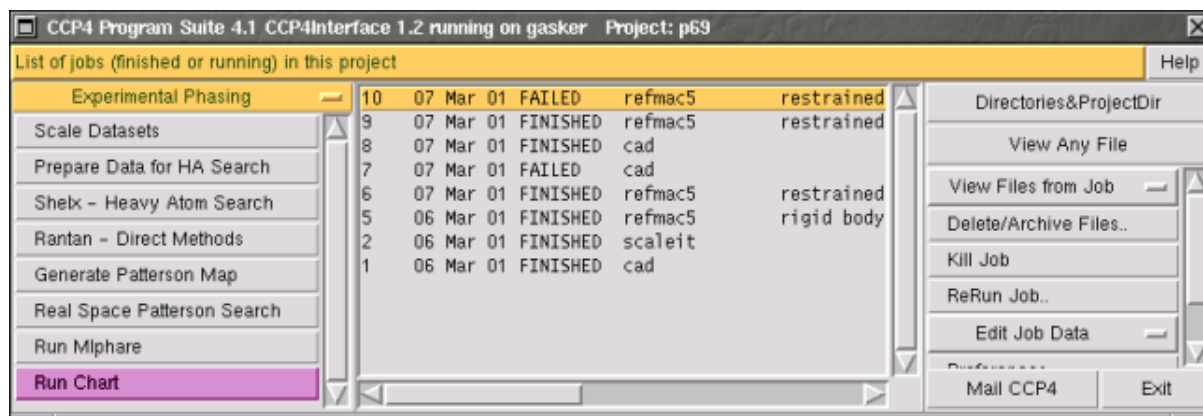 CCP4 Program Suite 4.1 CCP4Interface 1.2 running on gasker Project: p69
List of jobs (finished or running) in this project
Help
Experimental Phasing
Scale Datasets
Prepare Data for HA Search
Shelx - Heavy Atom Search
Rantan - Direct Methods
Generate Patterson Map
Real Space Patterson Search
Run Mlphare
Run Chart
10 07 Mar 01 FAILED refmac5 restrained
9 07 Mar 01 FINISHED refmac5 restrained
8 07 Mar 01 FINISHED cad
7 07 Mar 01 FAILED cad
6 07 Mar 01 FINISHED refmac5 restrained
5 06 Mar 01 FINISHED refmac5 rigid body
2 06 Mar 01 FINISHED scaleit
1 06 Mar 01 FINISHED cad
Directories&ProjectDir
View Any File
View Files from Job
Delete/Archive Files..
Kill Job
ReRun Job..
Edit Job Data
Mail CCP4
Exit